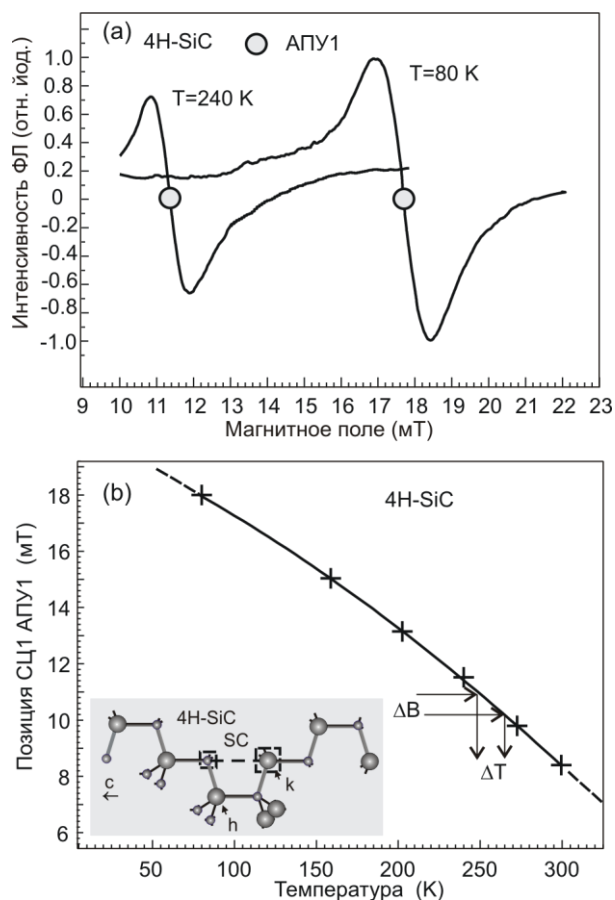 (a) 4H-SiC АПУ1
T=240 K
T=80 K
Интенсивность ФЛ (отн. йод.)
1.0
0.8
0.6
0.4
0.2
0
-0.2
-0.4
-0.6
-0.8
-1.0
9 10 11 12 13 14 15 16 17 18 19 20 21 22 23
Магнитное поле (мТ)
(b) 4H-SiC
Позиция СЦ1 АПУ1 (мТ)
18
16
14
12
10
8
6
ΔB
ΔT
4H-SiC
SC
c
k
h
50 100 150 200 250 300
Температура (K)